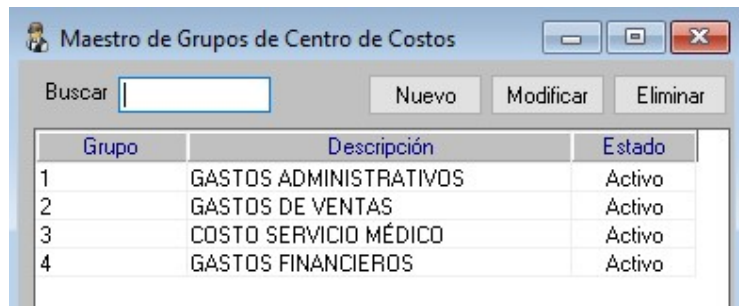 Maestro de Grupos de Centro de Costos
Buscar Nuevo Modificar Eliminar
Grupo Descripción Estado
1 GASTOS ADMINISTRATIVOS Activo
2 GASTOS DE VENTAS Activo
3 COSTO SERVICIO MÉDICO Activo
4 GASTOS FINANCIEROS Activo